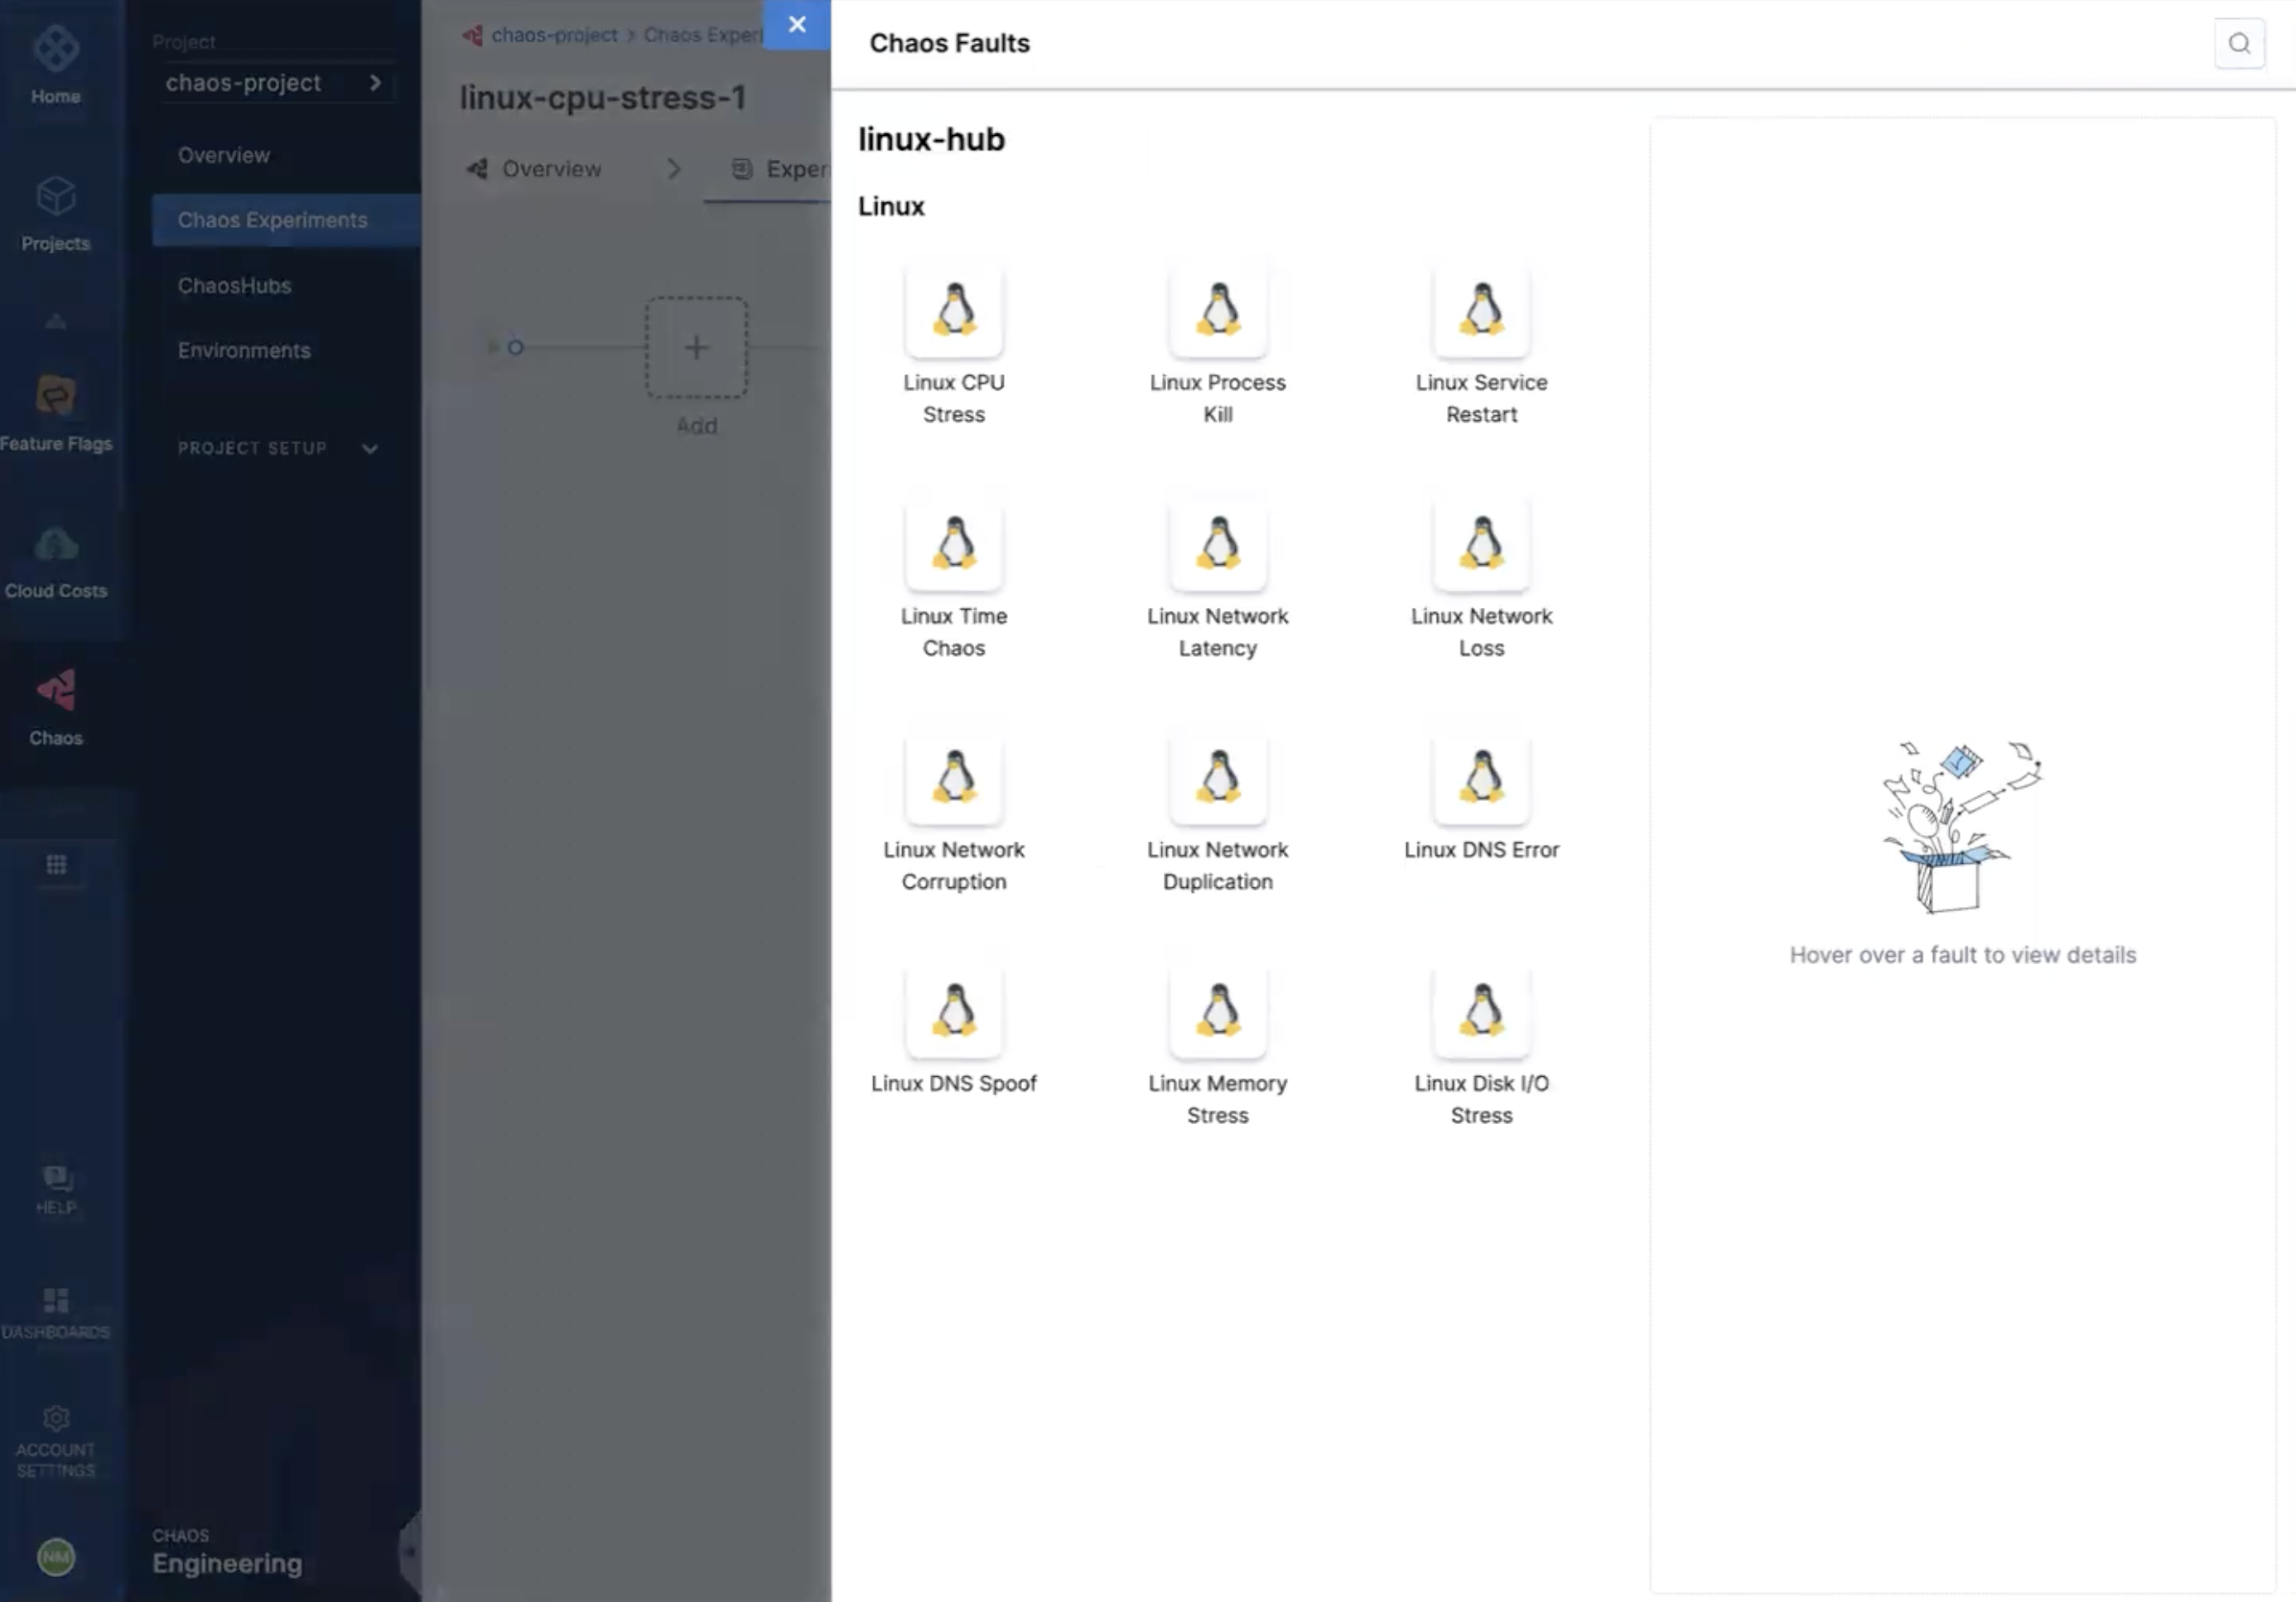 Home
Projects
Feature Flags
Cloud Costs
Chaos
HELP
DASHBOARDS
ACCOUNT
SETTINGS
NM
Project
chaos-project
Overview
Chaos Experiments
ChaosHubs
Environments
PROJECT SETUP
CHAOS
Engineering
chaos-project > Chaos Experi
linux-cpu-stress-1
Overview
Exper
Add
Chaos Faults
linux-hub
Linux
Linux CPU
Stress
Linux Process
Kill
Linux Service
Restart
Linux Time
Chaos
Linux Network
Latency
Linux Network
Loss
Linux Network
Corruption
Linux Network
Duplication
Linux DNS Error
Linux DNS Spoof
Linux Memory
Stress
Linux Disk I/O
Stress
Hover over a fault to view details